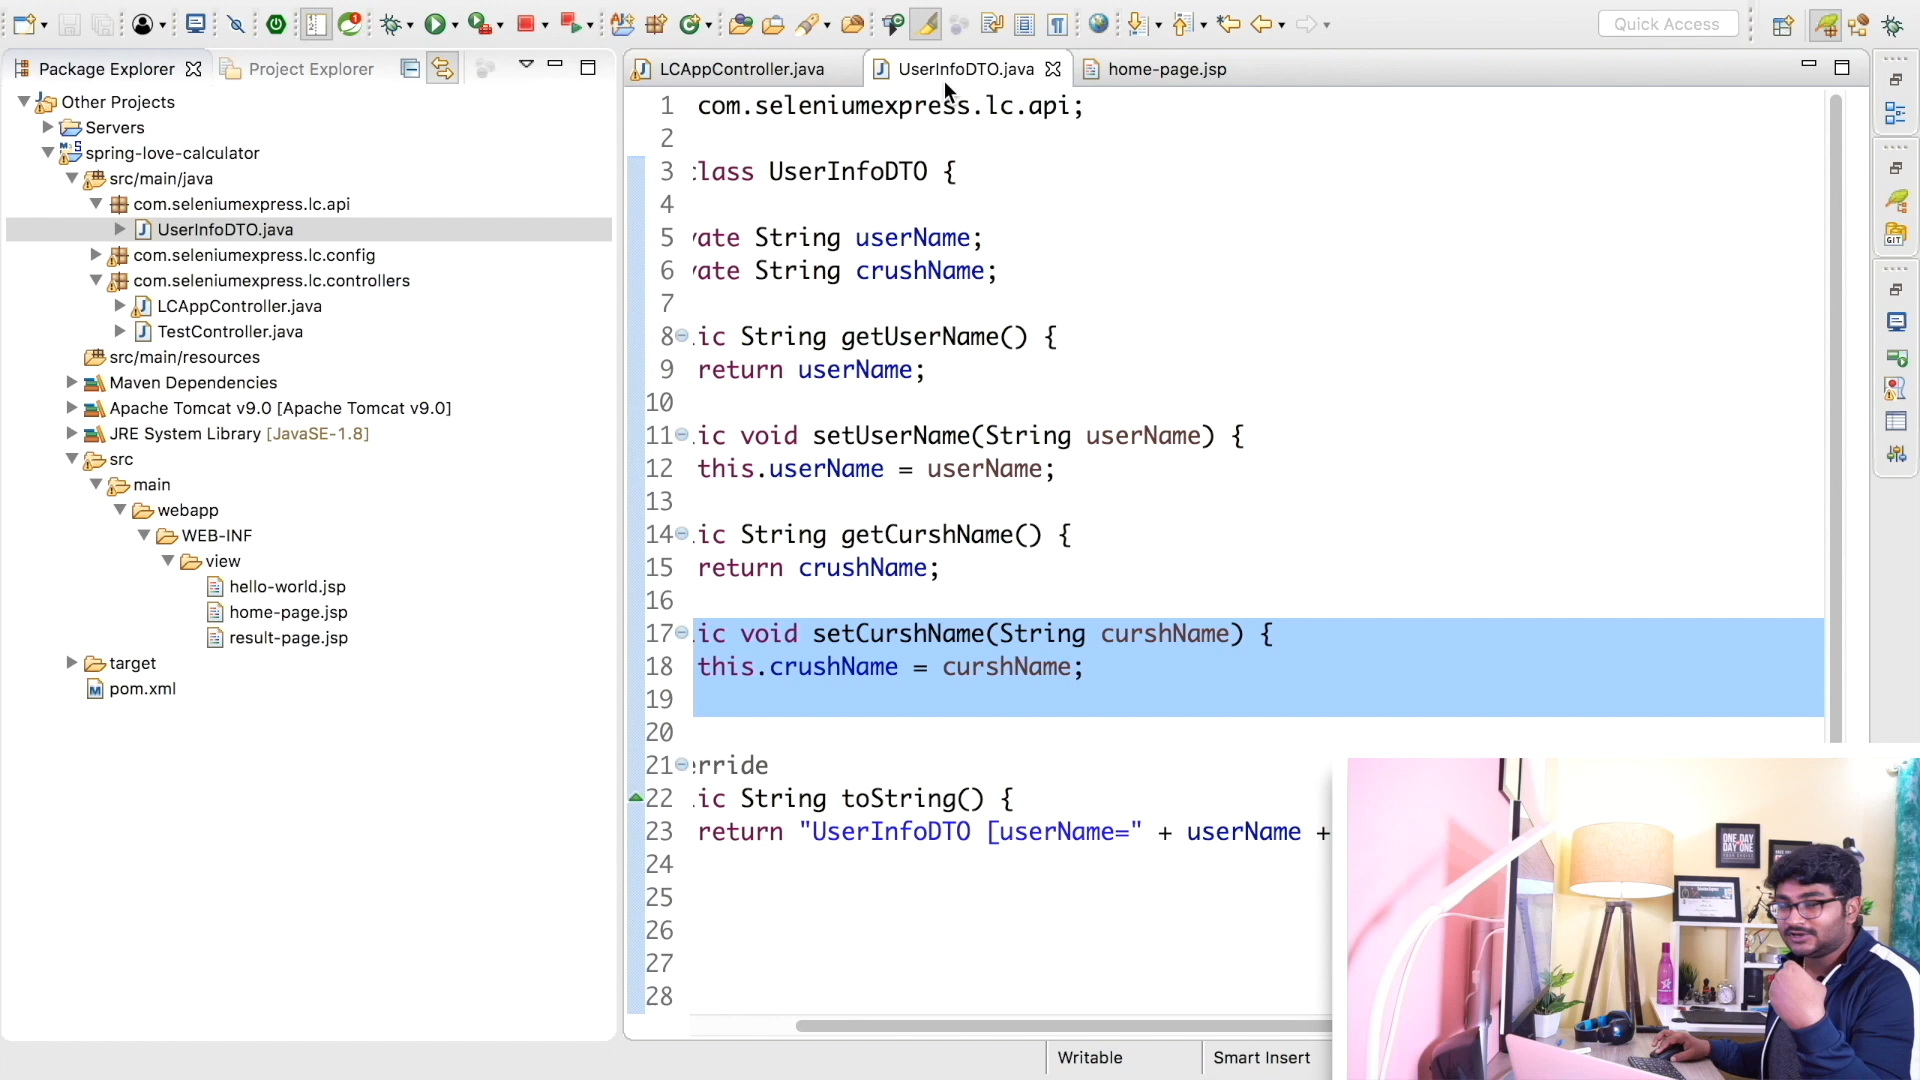 Quick Access
Package Explorer
Project Explorer
LCAppController.java
UserInfoDTO.java
home-page.jsp
Other Projects
Servers
spring-love-calculator
src/main/java
com.seleniumexpress.lc.api
UserInfoDTO.java
com.seleniumexpress.lc.config
com.seleniumexpress.lc.controllers
LCAppController.java
TestController.java
src/main/resources
Maven Dependencies
Apache Tomcat v9.0 [Apache Tomcat v9.0]
JRE System Library [JavaSE-1.8]
src
main
webapp
WEB-INF
view
hello-world.jsp
home-page.jsp
result-page.jsp
target
pom.xml
1 com.seleniumexpress.lc.api;
2
3 class UserInfoDTO {
4
5 vate String userName;
6 vate String crushName;
7
8 ic String getUserName() {
9 return userName;
10
11 ic void setUserName(String userName) {
12 this.userName = userName;
13
14 ic String getCurshName() {
15 return crushName;
16
17 ic void setCurshName(String curshName) {
18 this.crushName = curshName;
19
20
21 erride
22 ic String toString() {
23 return "UserInfoDTO [userName=" + userName +
24
25
26
27
28
Writable
Smart Insert
GIT
ONE DAY
DAY ONE